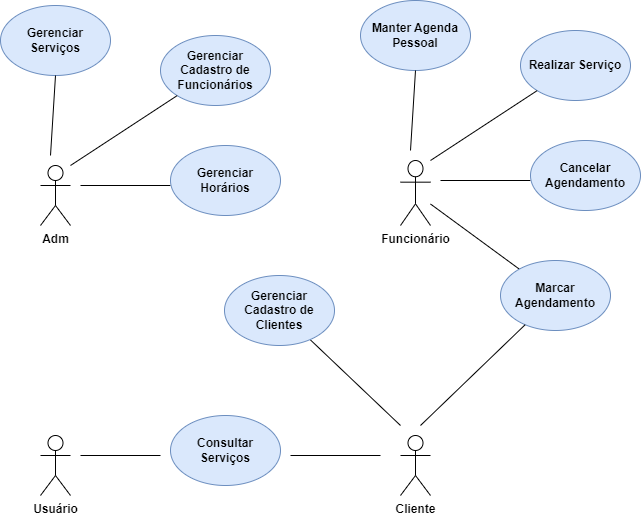 Gerenciar
Serviços
Gerenciar
Cadastro de
Funcionários
Gerenciar
Horários
Adm
Manter Agenda
Pessoal
Realizar Serviço
Cancelar
Agendamento
Funcionário
Marcar
Agendamento
Gerenciar
Cadastro de
Clientes
Consultar
Serviços
Usuário
Cliente